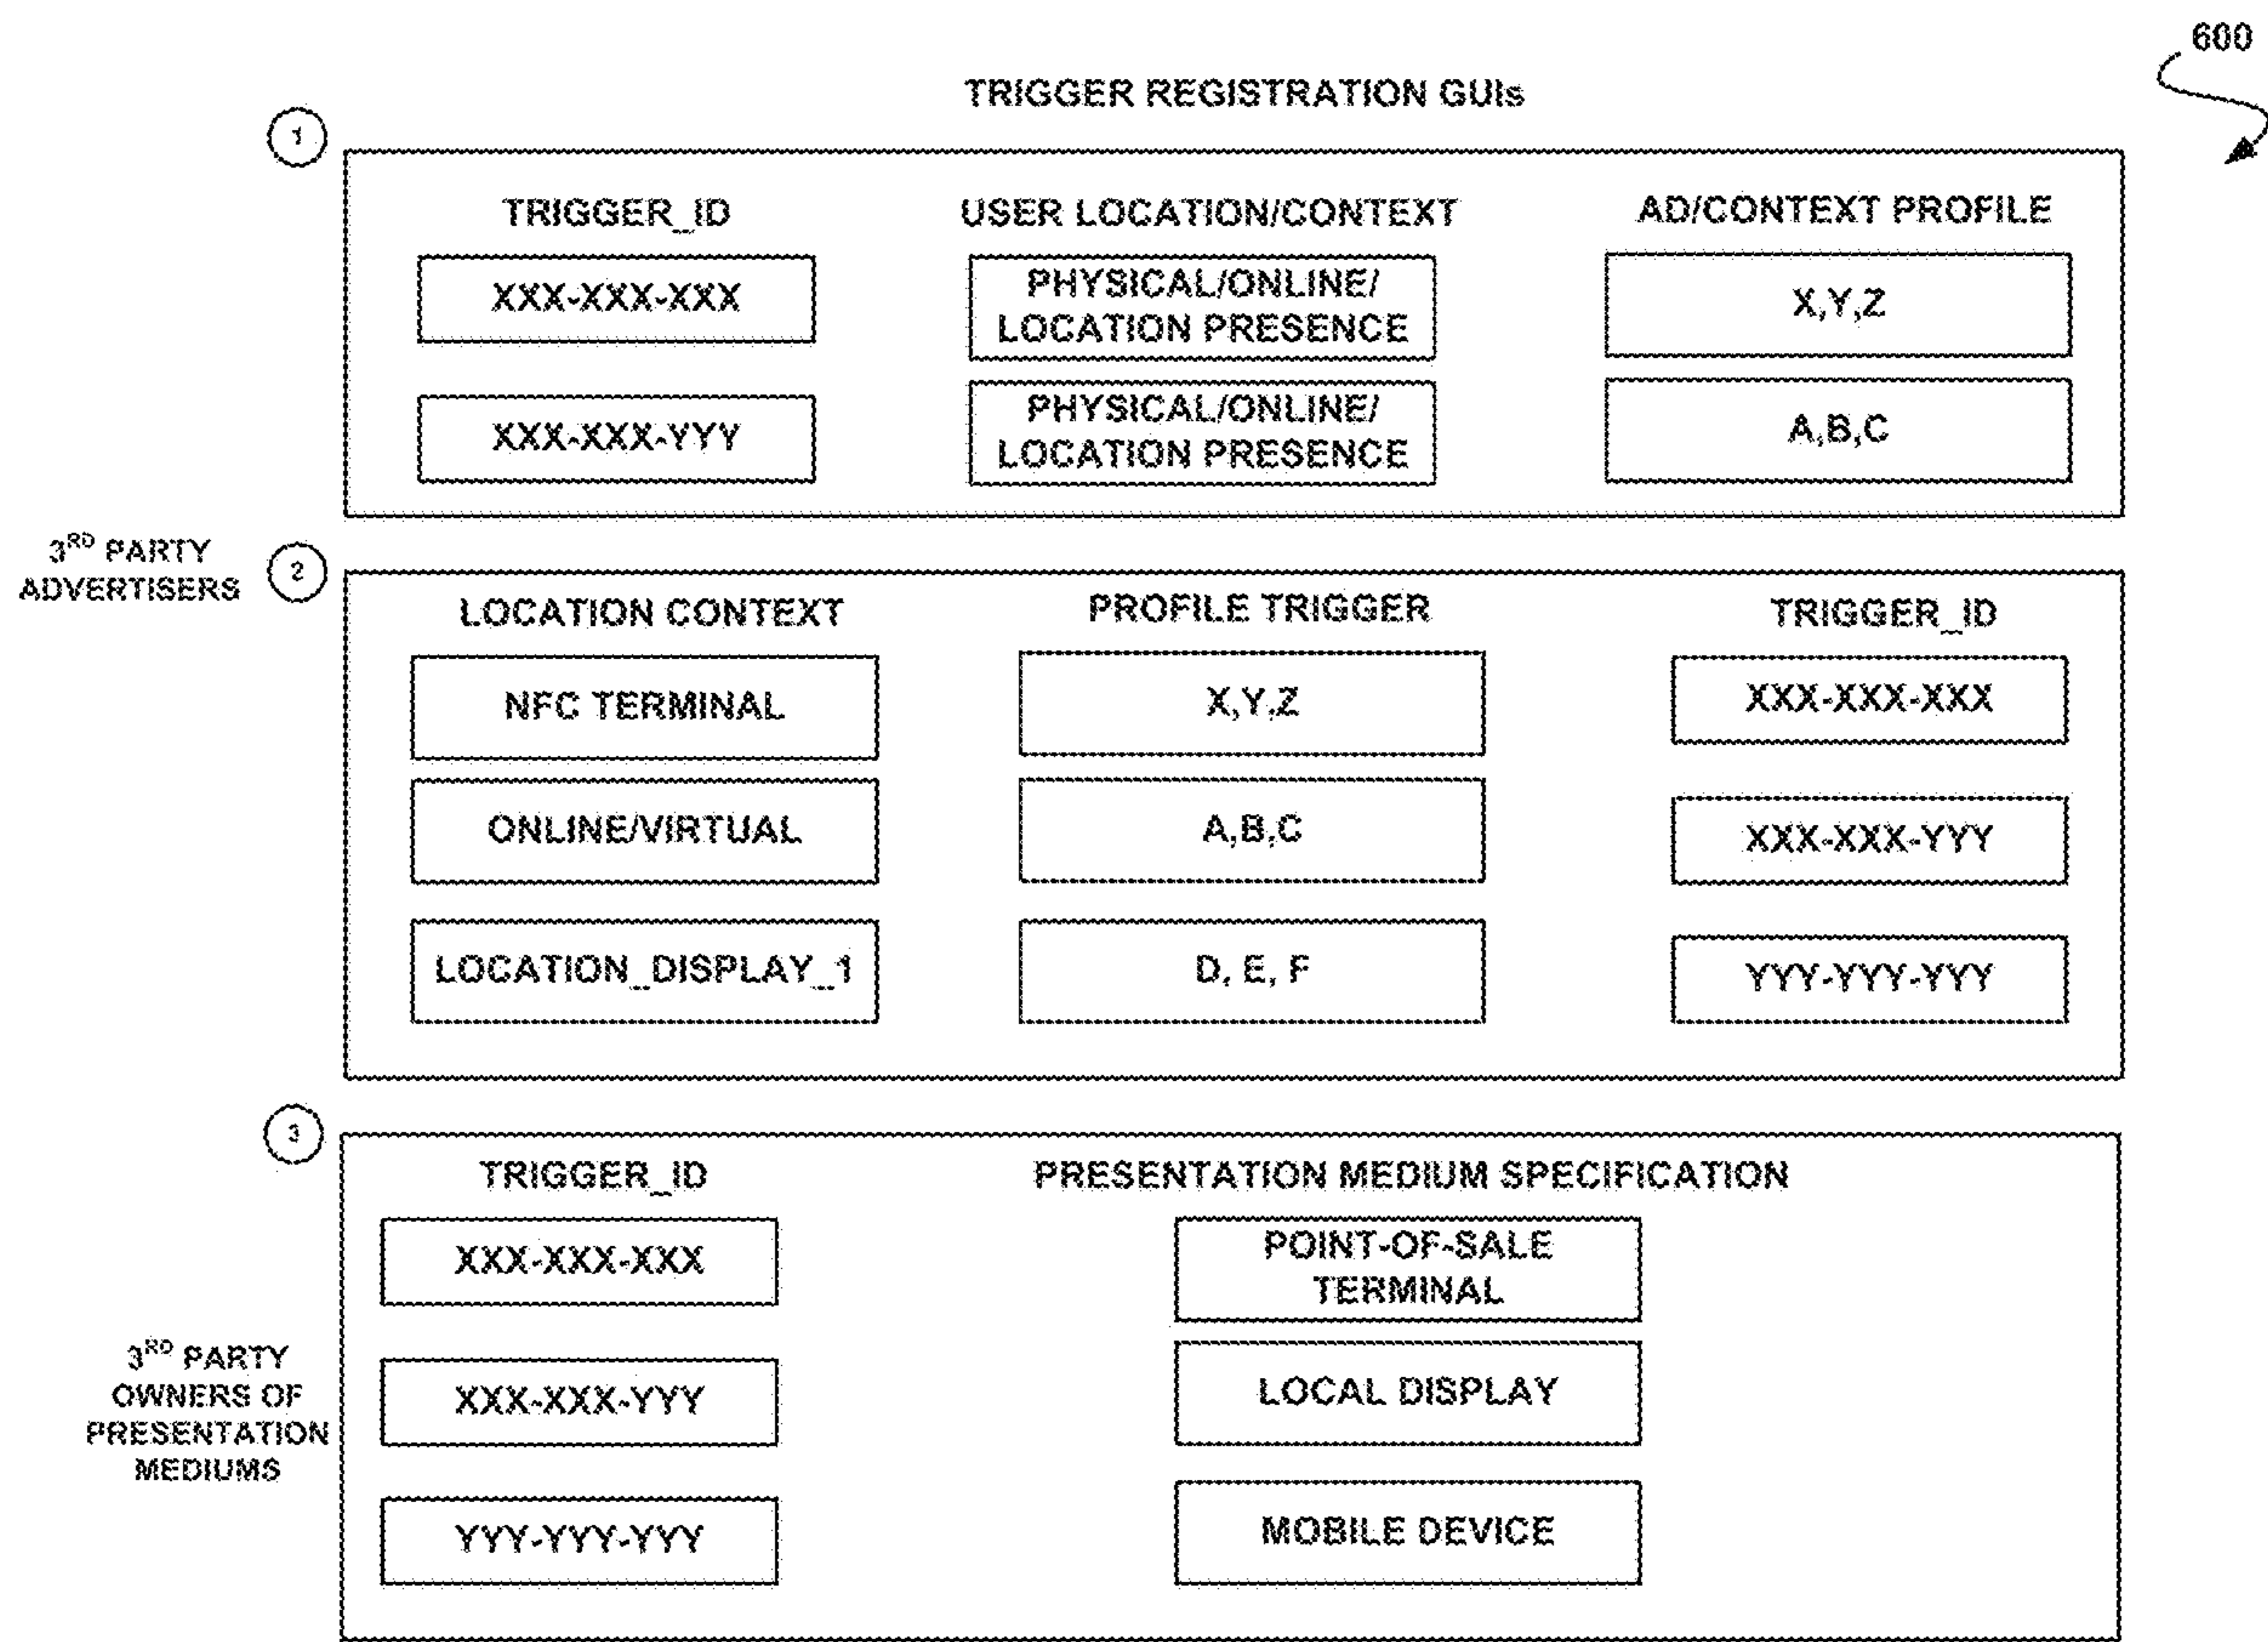 600
TRIGGER REGISTRATION GUIs
1
TRIGGER_ID
USER LOCATION/CONTEXT
AD/CONTEXT PROFILE
XXX-XXX-XXX
PHYSICAL/ONLINE/
LOCATION PRESENCE
X,Y,Z
XXX-XXX-YYY
PHYSICAL/ONLINE/
LOCATION PRESENCE
A,B,C
3RD PARTY
ADVERTISERS
2
LOCATION CONTEXT
PROFILE TRIGGER
TRIGGER_ID
NFC TERMINAL
X,Y,Z
XXX-XXX-XXX
ONLINE/VIRTUAL
A,B,C
XXX-XXX-YYY
LOCATION_DISPLAY_1
D, E, F
YYY-YYY-YYY
3
TRIGGER_ID
PRESENTATION MEDIUM SPECIFICATION
XXX-XXX-XXX
POINT-OF-SALE
TERMINAL
3RD PARTY
OWNERS OF
PRESENTATION
MEDIUMS
XXX-XXX-YYY
LOCAL DISPLAY
YYY-YYY-YYY
MOBILE DEVICE